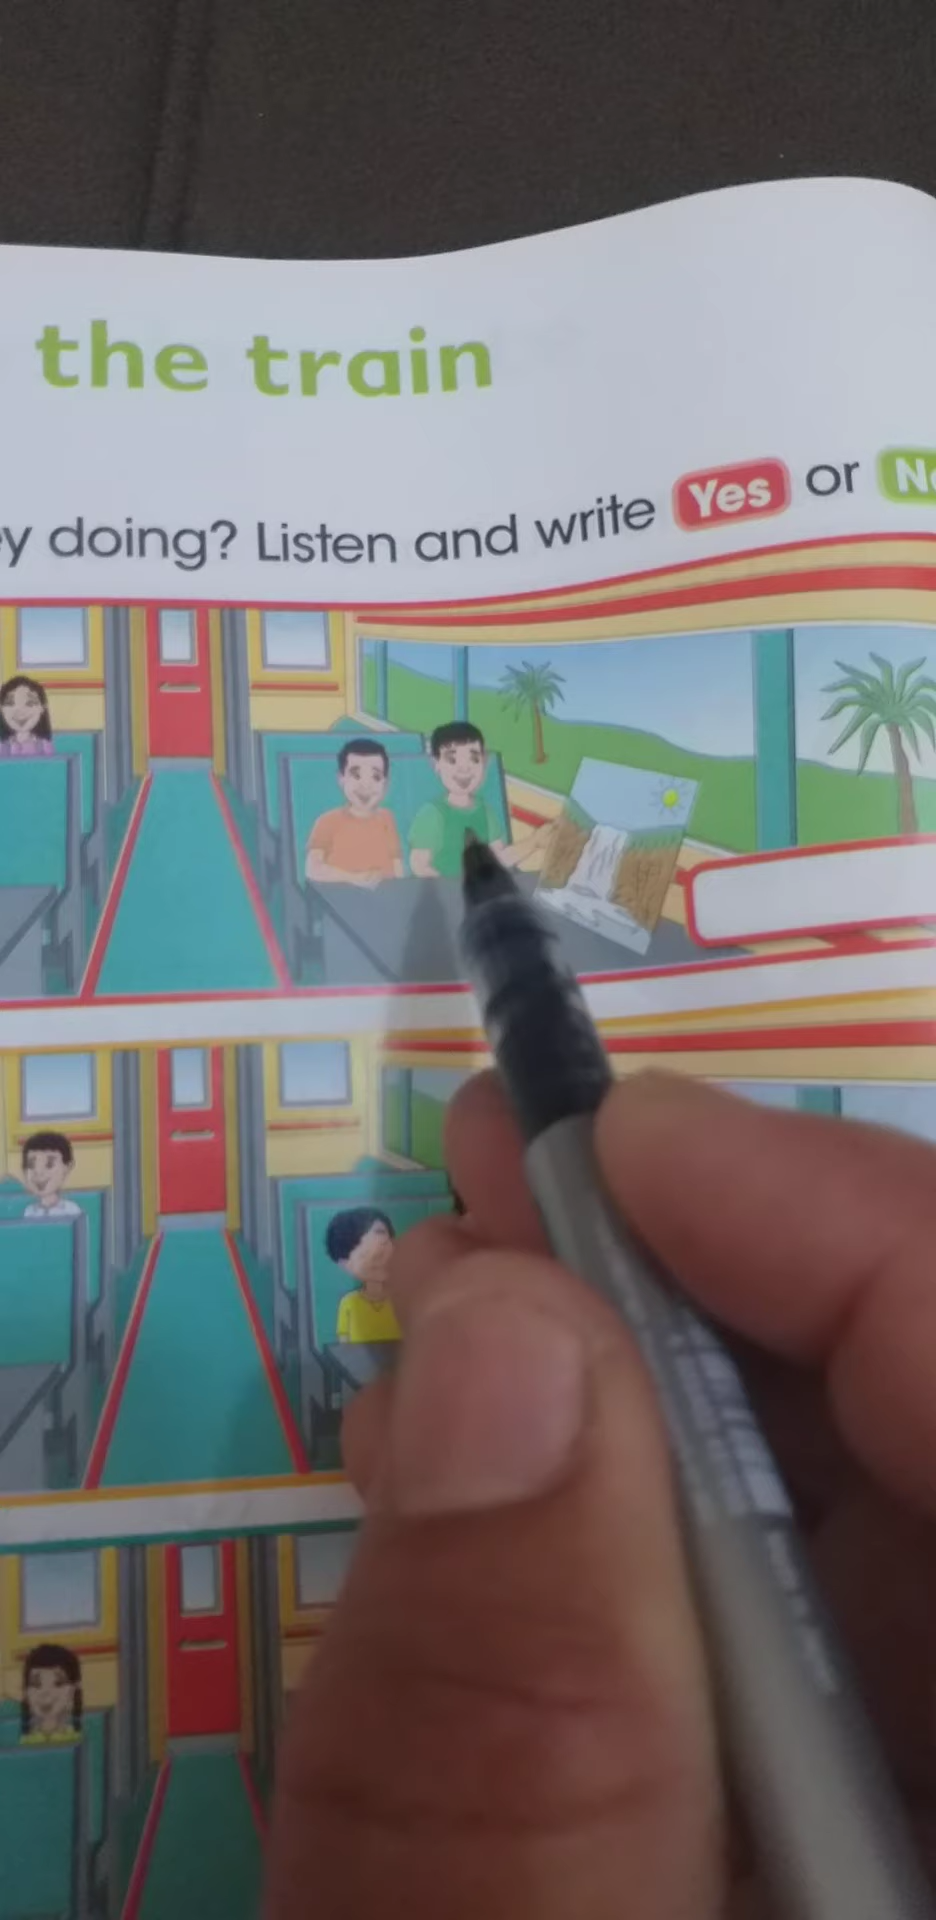 the train
doing? Listen and write Yes or